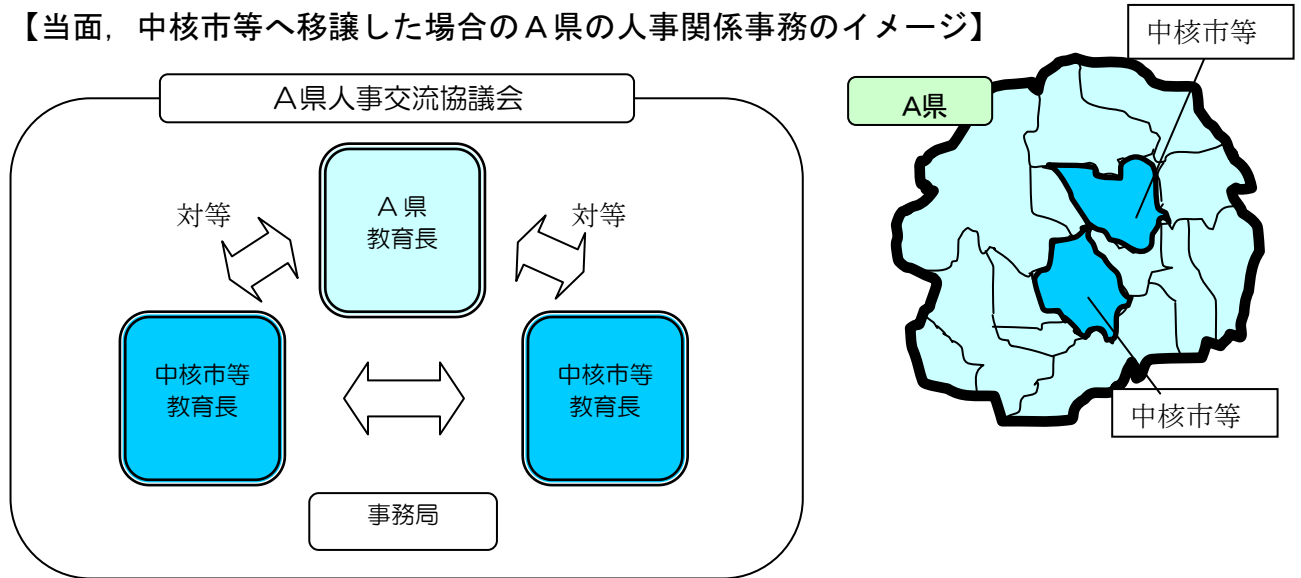 【当面，中核市等へ移譲した場合のＡ県の人事関係事務のイメージ】
中核市等
Ａ県人事交流協議会
Ａ県
対等
Ａ県
教育長
対等
中核市等
教育長
中核市等
教育長
中核市等
事務局